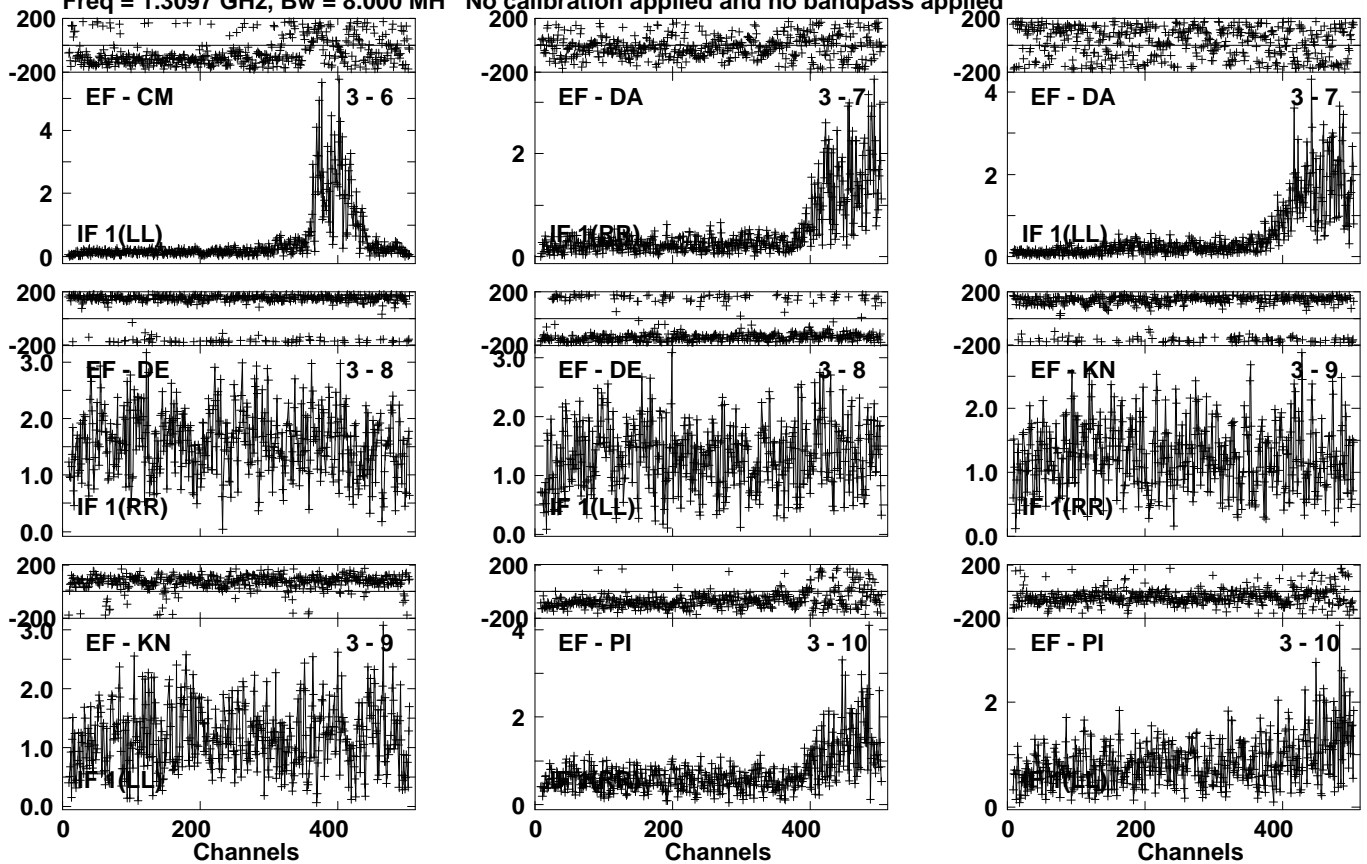 Freq = 1.3097 GHz, Bw = 8.000 MH No calibration applied and no bandpass applied
200 200 200
-200 -200 -200
EF - CM 3 - 6 EF - DA 3 - 7 EF - DA 3 - 7
4 4
2 2 2
IF 1(LL) IF 1(RR) IF 1(LL)
0 0 0
200 200 200
-200 -200 -200
3.0 3.0
EF - DE 3 - 8 EF - DE 3 - 8 EF - KN 3 - 9
2.0 2.0 2.0
1.0 1.0 1.0
IF 1(RR) IF 1(LL) IF 1(RR)
0.0 0.0 0.0
200 200 200
-200 -200 -200
3.0 4
EF - KN 3 - 9 EF - PI 3 - 10 EF - PI 3 - 10
2.0 2 2
1.0
IF 1(LL)
0.0 0 0
0 200 400 0 200 400 0 200 400
Channels Channels Channels